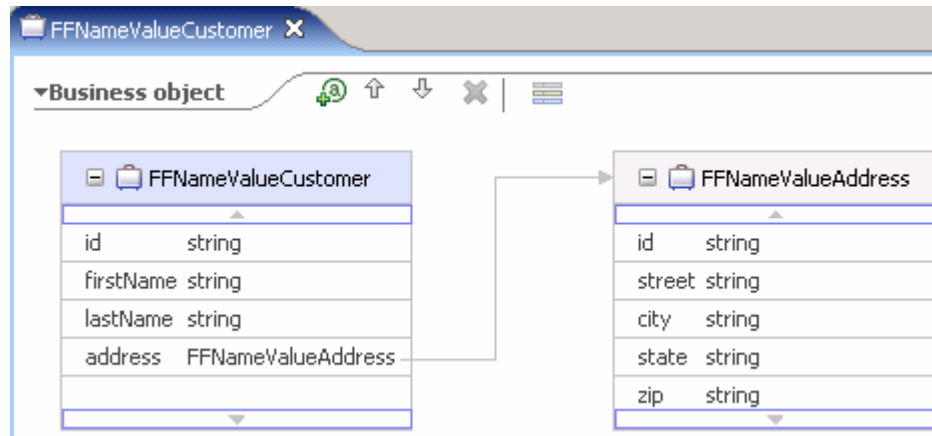 FFNameValueCustomer
Business object
FFNameValueCustomer
id string
firstName string
lastName string
address FFNameValueAddress
FFNameValueAddress
id string
street string
city string
state string
zip string